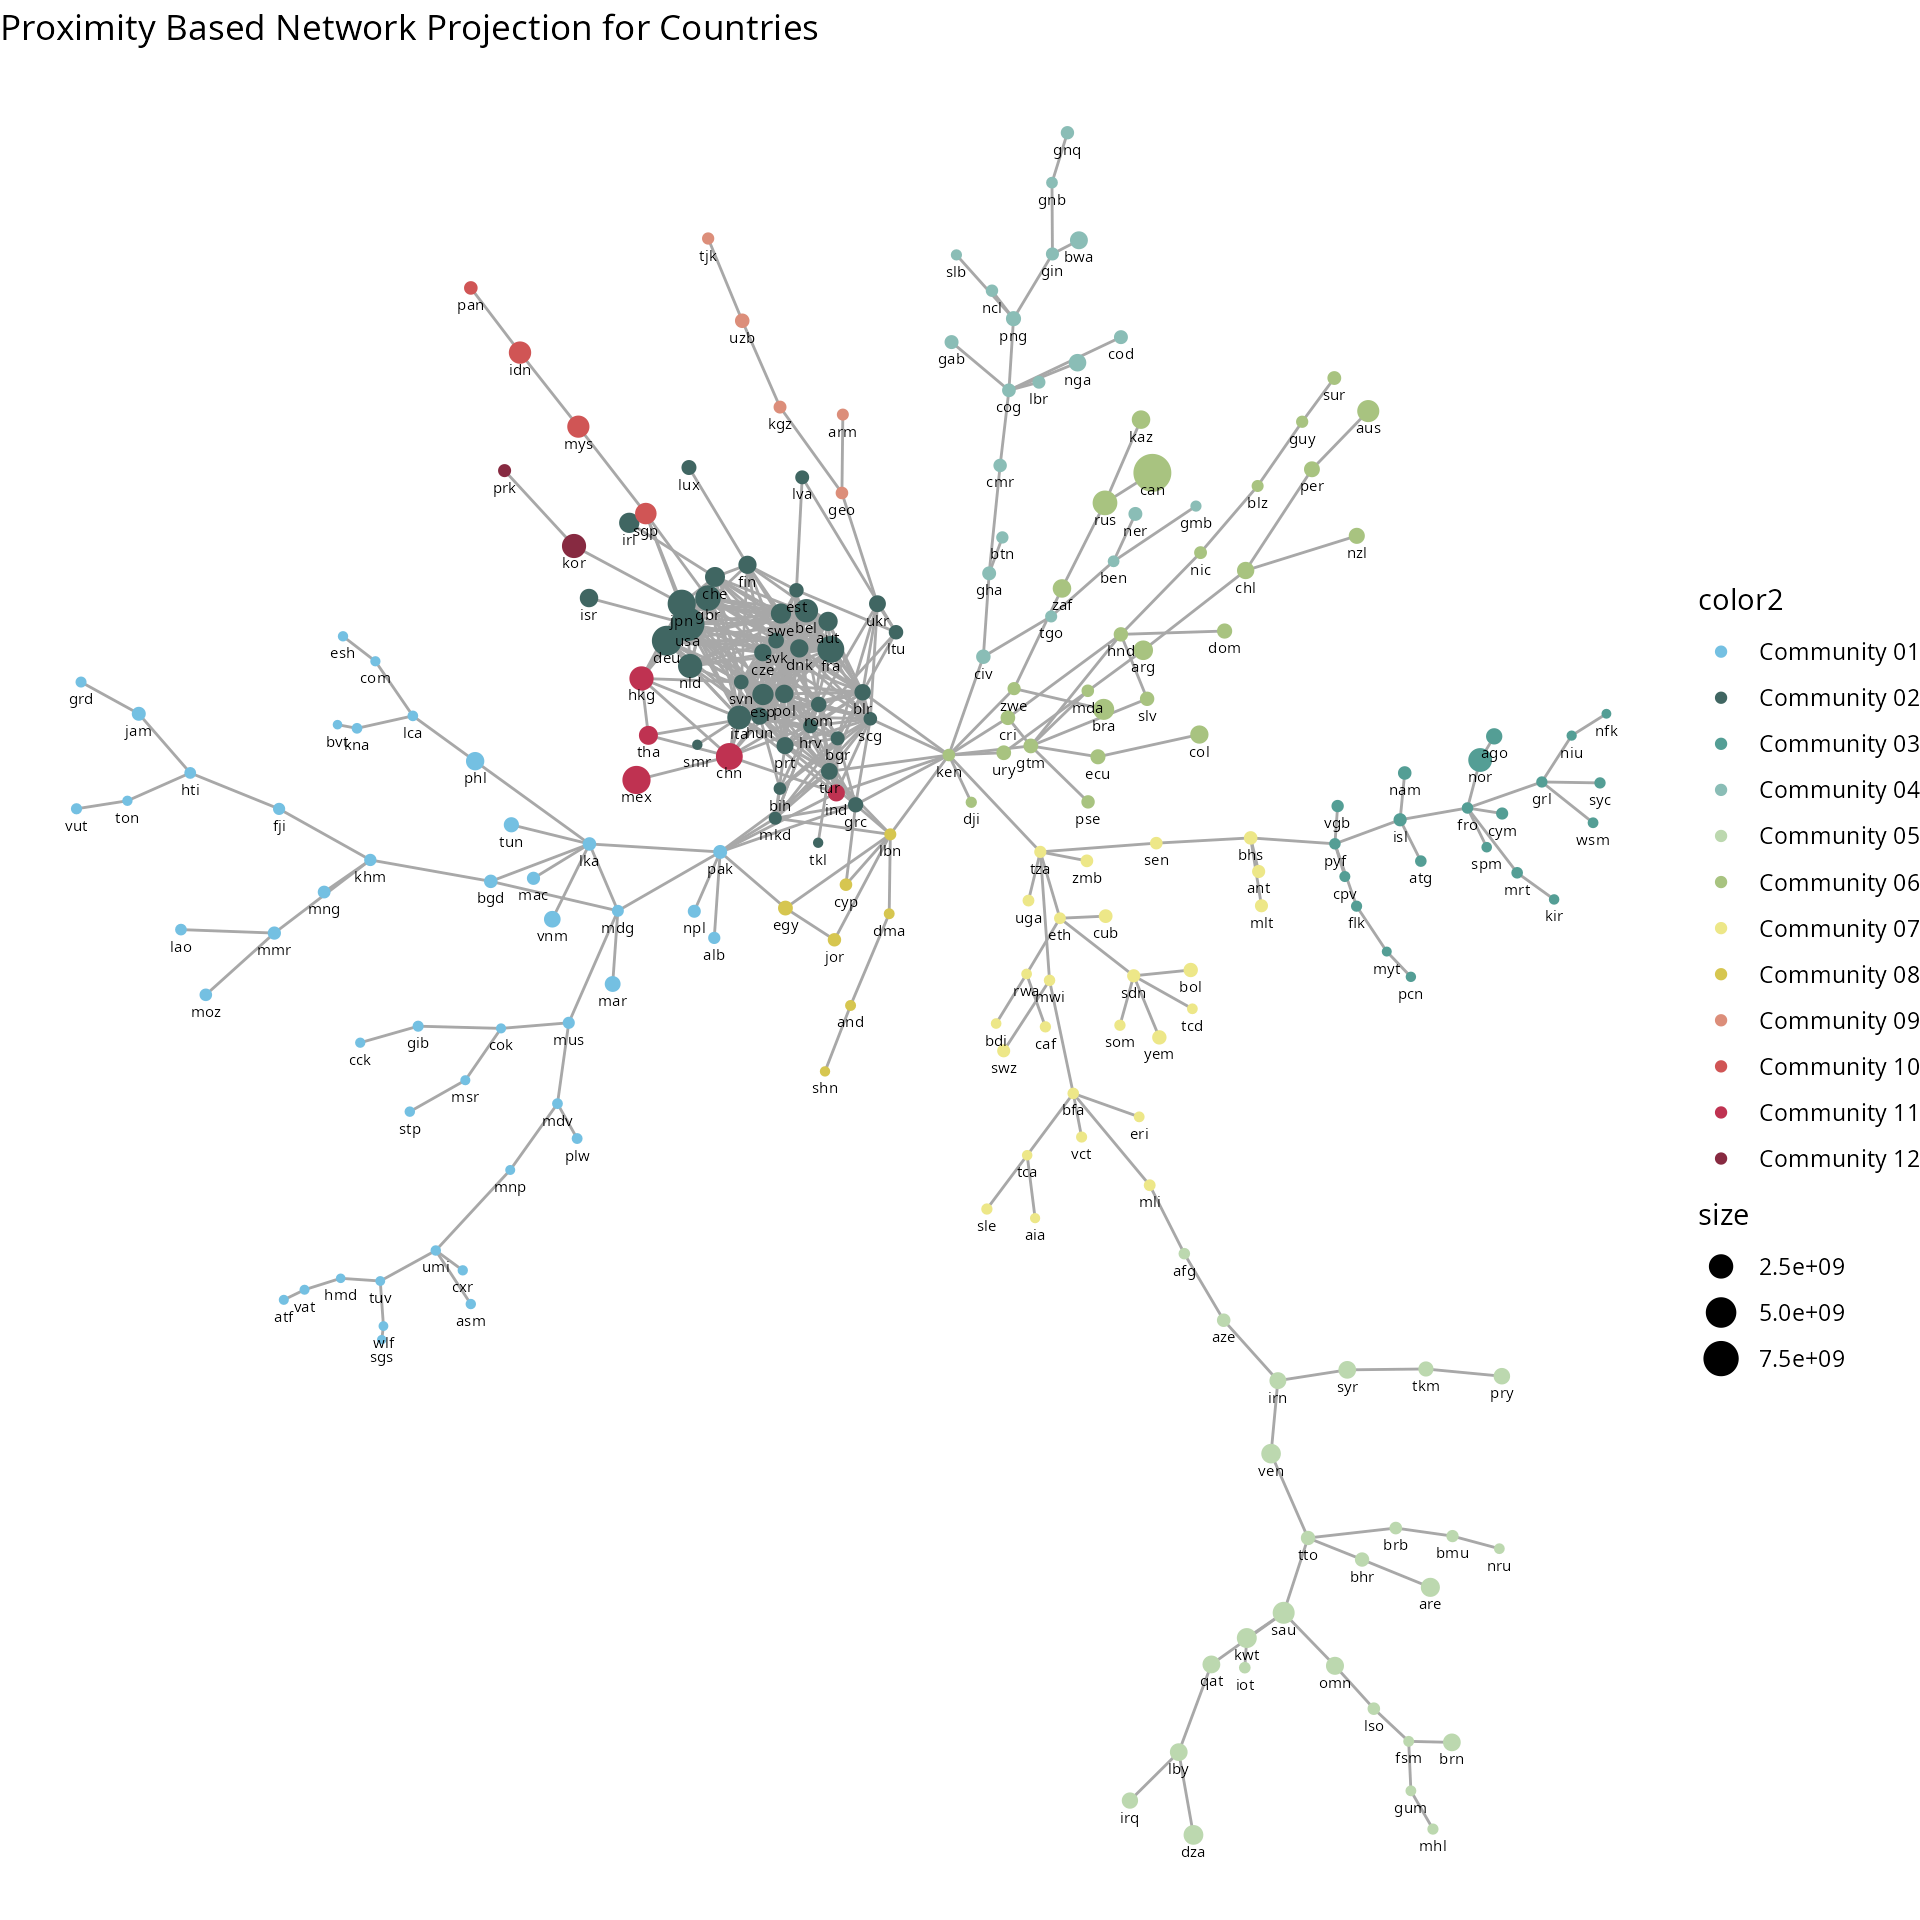 Proximity Based Network Projection for Countries
gnq
gnb
bwa
gin
slb
ncl
png
tjk
pan
uzb
idn
gab
cod
nga
lbr
cog
sur
kgz
arm
kaz
guy
aus
mys
prk
lux
lva
geo
cmr
can
rus
blz
per
sgp
irl
ner
gmb
kor
btn
nzl
fin
ben
nic
chl
che
gha
zaf
est
isr
gbr
jpn
ukr
swe
bel
aut
usa
tgo
esh
ltu
hnd
dom
deu
svk
dnk
fra
arg
cze
com
civ
nld
grd
hkg
svn
zwe
mda
slv
esp
pol
blr
rom
bra
jam
bvt
kna
lca
ita
hun
cri
scg
hrv
tha
smr
prt
bgr
col
chn
ken
ury
gtm
ecu
phl
hti
mex
tur
bih
ind
grc
dji
pse
vut
ton
fji
tun
lka
mkd
tkl
lbn
pak
tza
zmb
sen
bhs
khm
bgd
mac
cyp
ant
mng
vnm
mdg
npl
egy
dma
uga
eth
cub
mlt
lao
mmr
alb
jor
moz
mar
and
rwa
mwi
sdn
bol
tcd
cck
gib
cok
mus
bdi
swz
caf
som
yem
msr
shn
stp
mdv
bfa
eri
plw
vct
tca
mnp
mli
sle
aia
umi
cxr
afg
atf
vat
hmd
tuv
asm
aze
wlf
sgs
irn
syr
tkm
pry
ven
tto
brb
bmu
nru
bhr
are
sau
kwt
qat
iot
omn
lso
fsm
brn
lby
irq
gum
mhl
dza
nfk
niu
ago
nor
nam
grl
syc
vgb
isl
fro
cym
wsm
pyf
spm
atg
cpv
mrt
kir
flk
myt
pcn
color2
Community 01
Community 02
Community 03
Community 04
Community 05
Community 06
Community 07
Community 08
Community 09
Community 10
Community 11
Community 12
size
2.5e+09
5.0e+09
7.5e+09